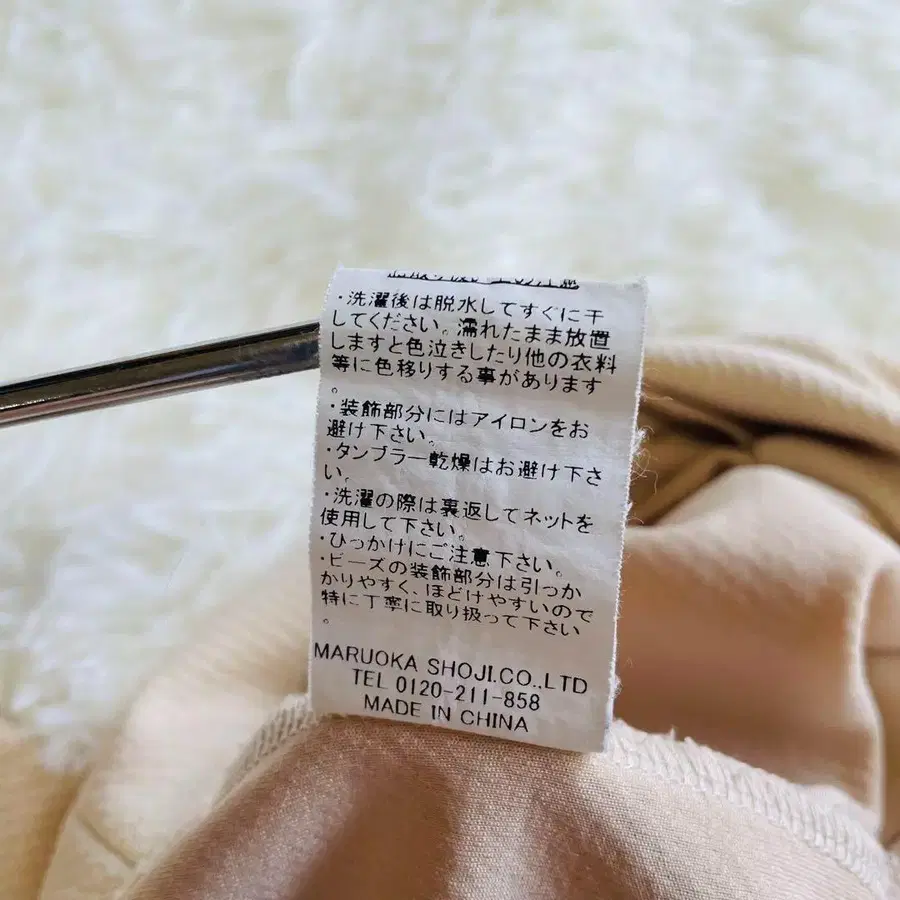 ・洗濯後は脱水してすぐに干
してください。濡れたまま放置
しますと色泣きしたり他の衣料
等に色移りする事があります
。
・装飾部分にはアイロンをお
避け下さい。
・タンブラー乾燥はお避け下さ
い。
・洗濯の際は裏返してネットを
使用して下さい。
・ひっかけにご注意下さい。
・ビーズの装飾部分は引っか
かりやすく、ほどけやすいので
特に丁寧に取り扱って下さい
。
MARUOKA SHOJI.CO.,LTD
TEL 0120-211-858
MADE IN CHINA